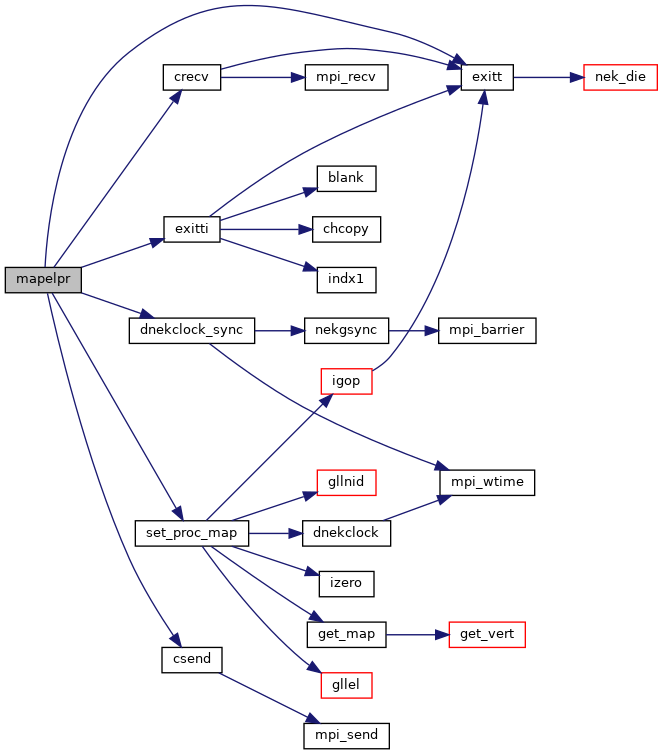 exitt
nek_die
crecv
mpi_recv
blank
exitti
chcopy
indx1
mapelpr
dnekclock_sync
nekgsync
mpi_barrier
igop
gllnid
mpi_wtime
set_proc_map
dnekclock
izero
get_map
get_vert
csend
gllel
mpi_send